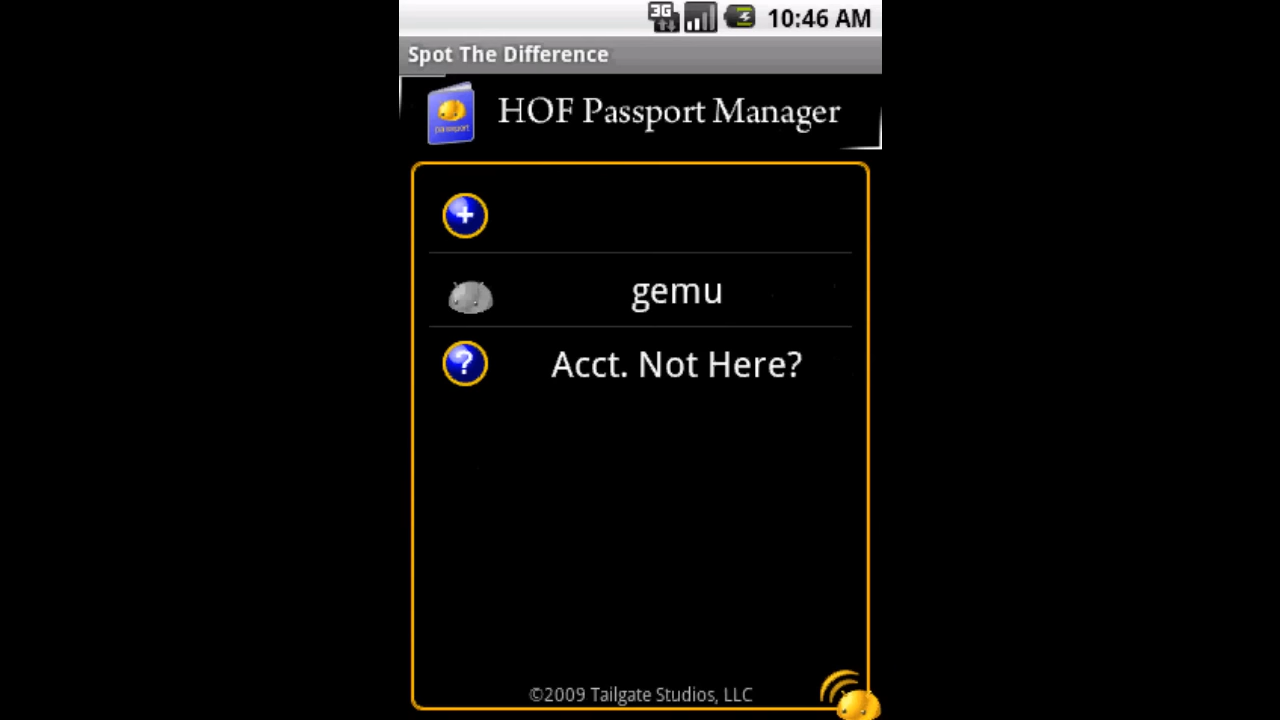 3G 10:46 AM
Spot The Difference
passport
HOF Passport Manager
+
gemu
? Acct. Not Here?
©2009 Tailgate Studios, LLC